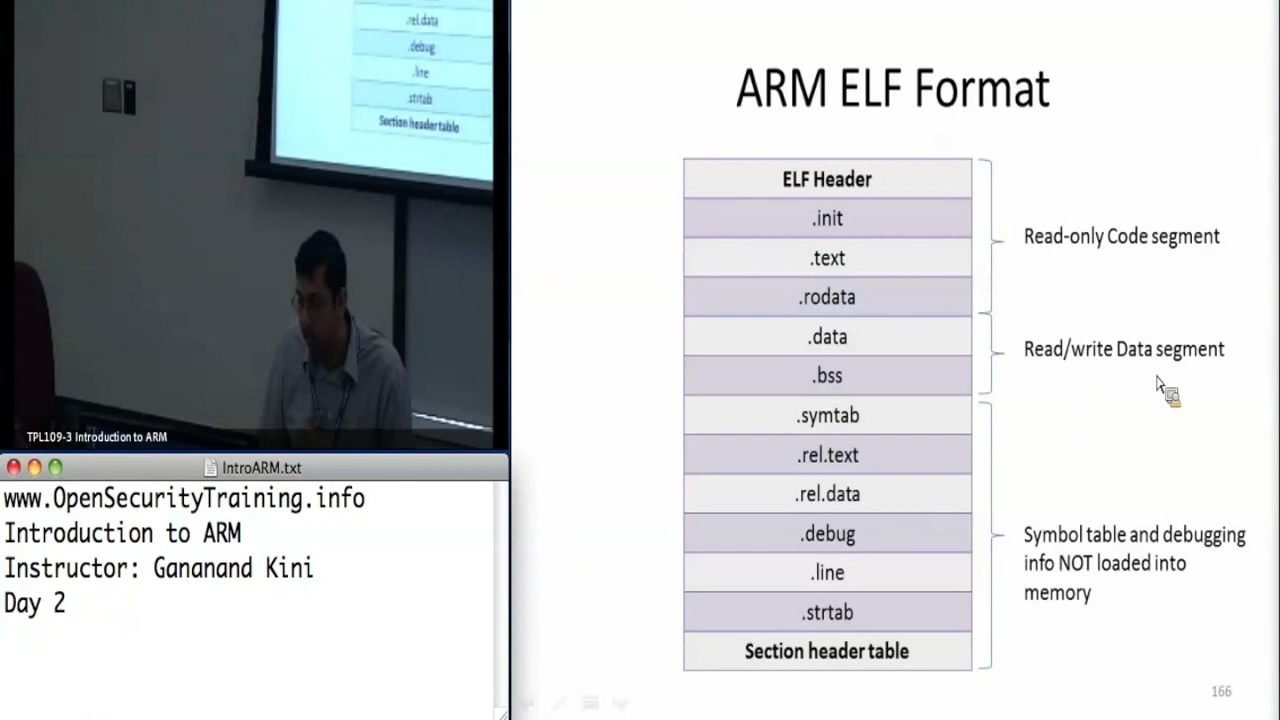 .rel.data
.debug
.line
.strtab
Section header table
TPL109-3 Introduction to ARM
IntroARM.txt
www.OpenSecurityTraining.info
Introduction to ARM
Instructor: Gananand Kini
Day 2
ARM ELF Format
ELF Header
.init
.text
.rodata
.data
.bss
.symtab
.rel.text
.rel.data
.debug
.line
.strtab
Section header table
Read-only Code segment
Read/write Data segment
Symbol table and debugging
info NOT loaded into
memory
166